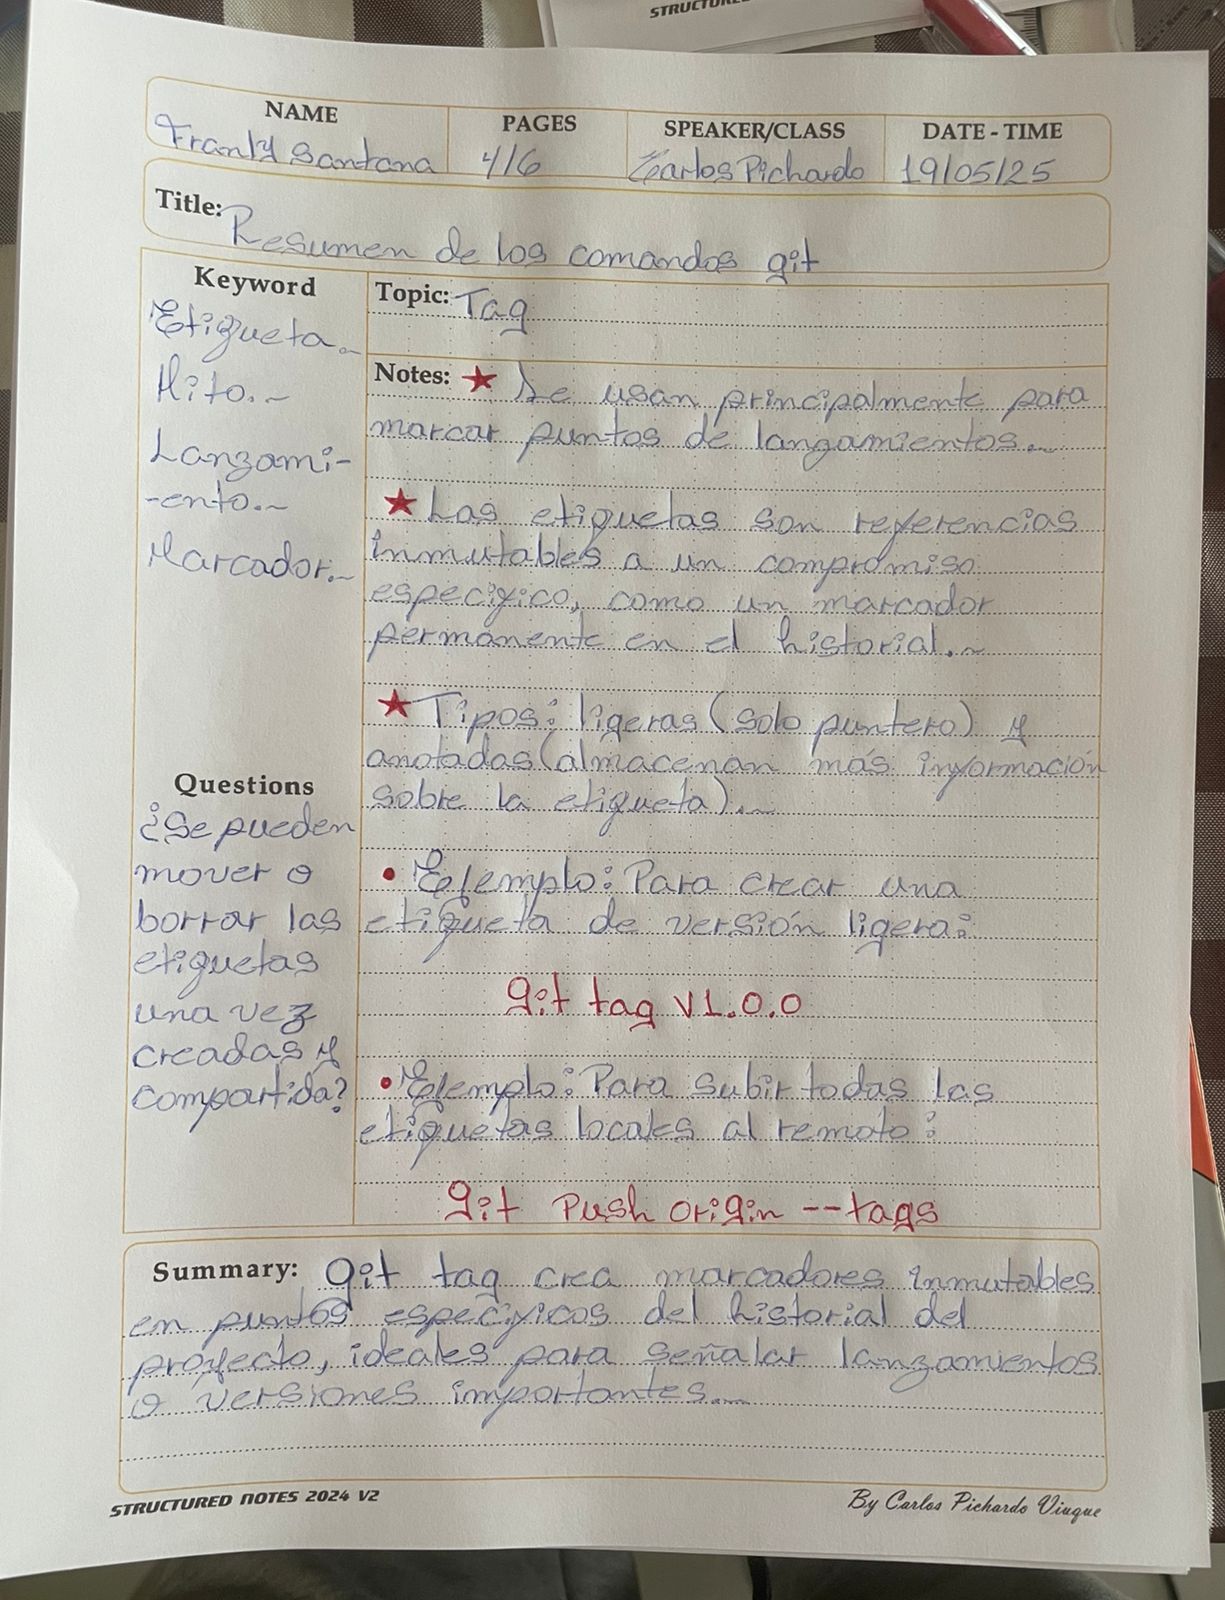 STRUCTURED
NAME
PAGES
SPEAKER/CLASS
DATE - TIME
Franly Santana
4/6
Carlos Pichardo
19/05/25
Title: Resumen de los comandos git
Keyword
Etiqueta.
Hito.
Lanzami-
-ento.
Marcador.
Questions
¿Se pueden
mover o
borrar las
etiquetas
una vez
creadas y
compartida?
Topic: Tag
Notes: ★ Se usan principalmente para
marcar puntos de lanzamientos.
★ Las etiquetas son referencias
inmutables a un compromiso
específico, como un marcador
permanente en el historial.
★ Tipos: ligeras (solo puntero) y
anotadas (almacenan más información
sobre la etiqueta).
• Ejemplo: Para crear una
etiqueta de versión ligera:
git tag v1.0.0
• Ejemplo: Para subir todas las
etiquetas locales al remoto:
git Push origin --tags
Summary: git tag crea marcadores inmutables
en puntos específicos del historial del
proyecto, ideales para señalar lanzamientos
o versiones importantes.
STRUCTURED NOTES 2024 V2
By Carlos Pichardo Viuque